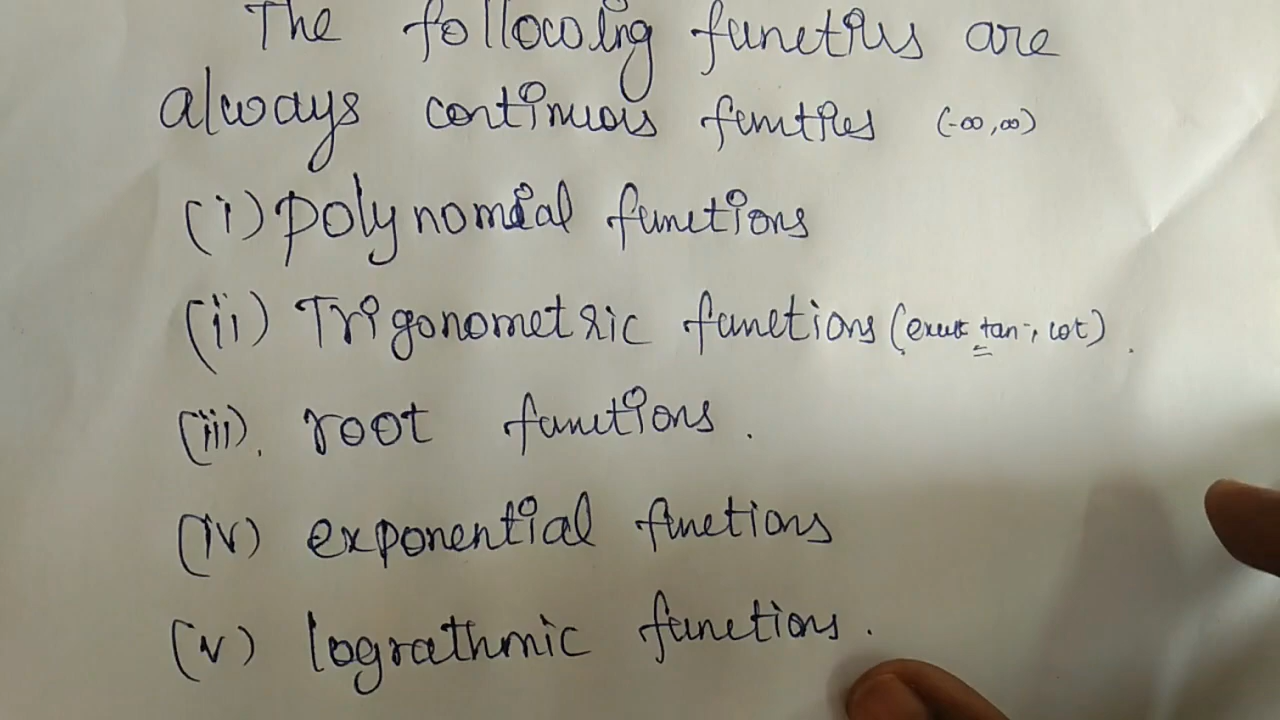 The following functions are
always continuous functions (-∞,∞)
(i) polynomial functions
(ii) Trigonometric functions (except tan, cot).
(iii). root functions.
(iv) exponential functions
(v) lograthmic functions.